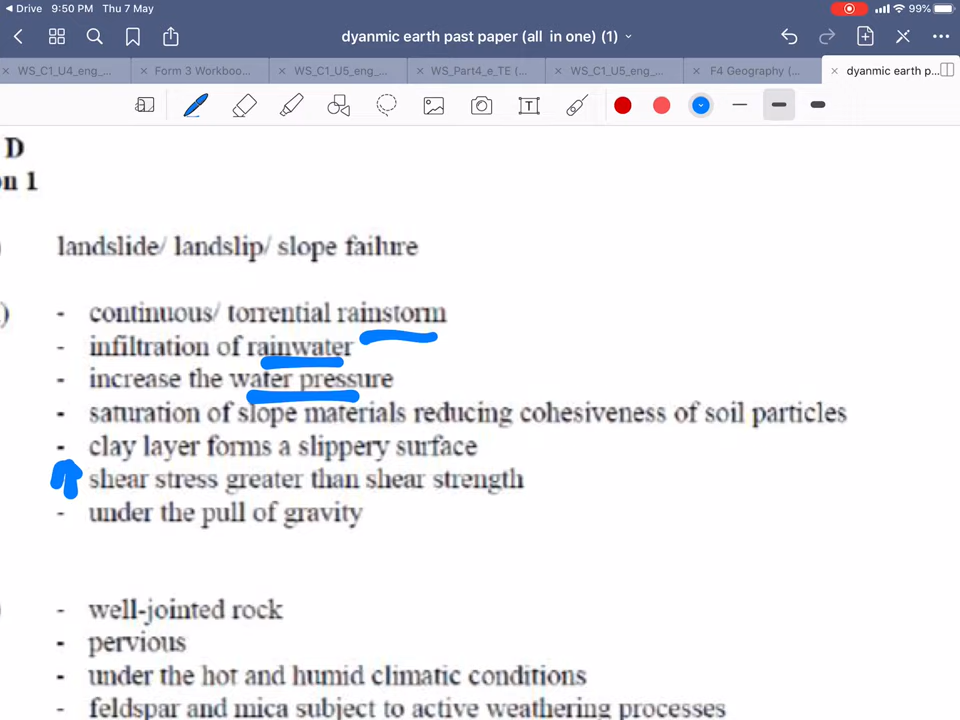 Drive 9:50 PM Thu 7 May 99%
dyanmic earth past paper (all in one) (1)
WS_C1_U4_eng_... Form 3 Workboo... WS_C1_U5_eng_... WS_Part4_e_TE (... WS_C1_U5_eng_... F4 Geography (... dyanmic earth p...
D
on 1
landslide/ landslip/ slope failure
) - continuous/ torrential rainstorm
- infiltration of rainwater
- increase the water pressure
- saturation of slope materials reducing cohesiveness of soil particles
- clay layer forms a slippery surface
shear stress greater than shear strength
- under the pull of gravity
- well-jointed rock
- pervious
- under the hot and humid climatic conditions
- feldspar and mica subject to active weathering processes